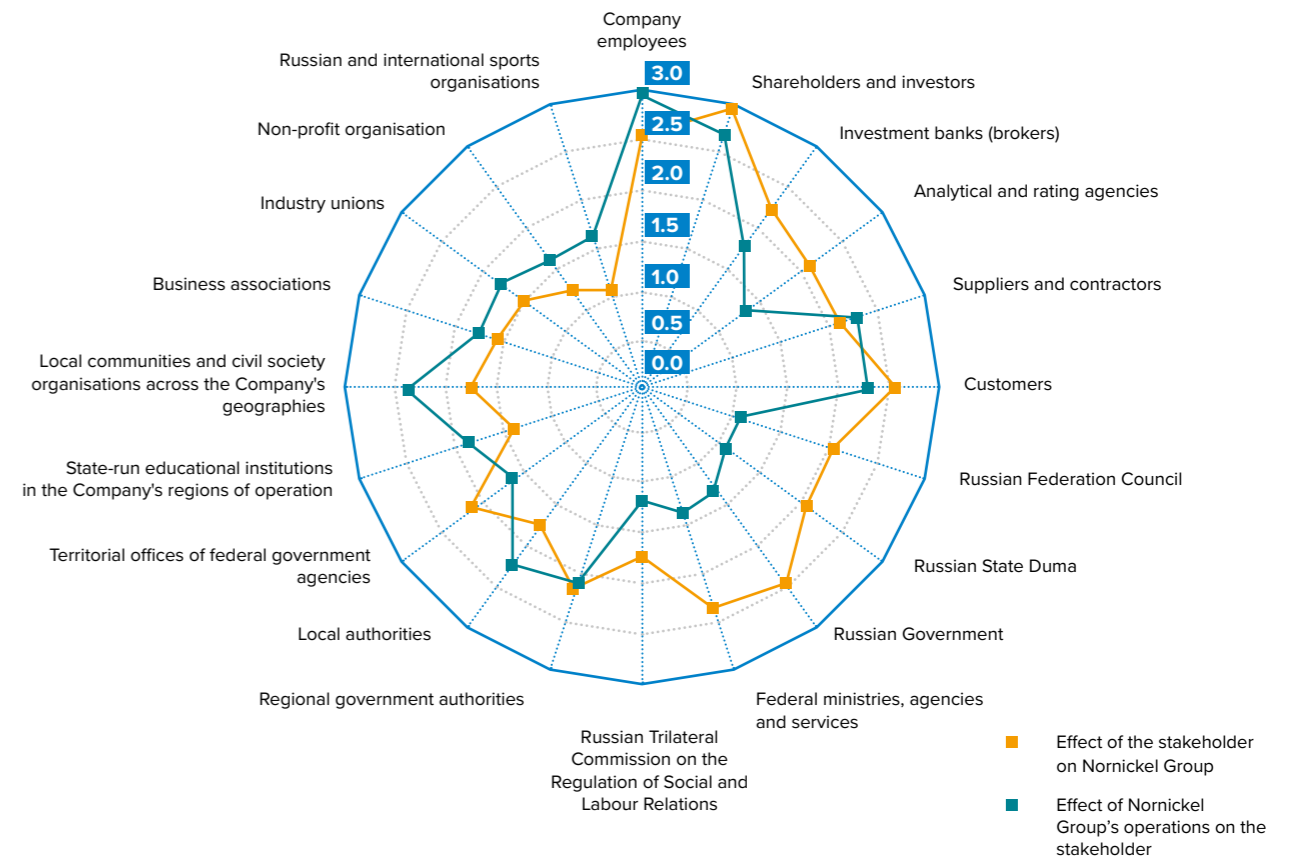 Company
employees
Shareholders and investors
Investment banks (brokers)
Analytical and rating agencies
Suppliers and contractors
Customers
Russian Federation Council
Russian State Duma
Russian Government
Federal ministries, agencies
and services
Russian Trilateral
Commission on the
Regulation of Social and
Labour Relations
Regional government authorities
Local authorities
Territorial offices of federal government
agencies
State-run educational institutions
in the Company's regions of operation
Local communities and civil society
organisations across the Company's
geographies
Business associations
Industry unions
Non-profit organisation
Russian and international sports
organisations
3.0
2.5
2.0
1.5
1.0
0.5
0.0
Effect of the stakeholder
on Nornickel Group
Effect of Nornickel
Group’s operations on the
stakeholder